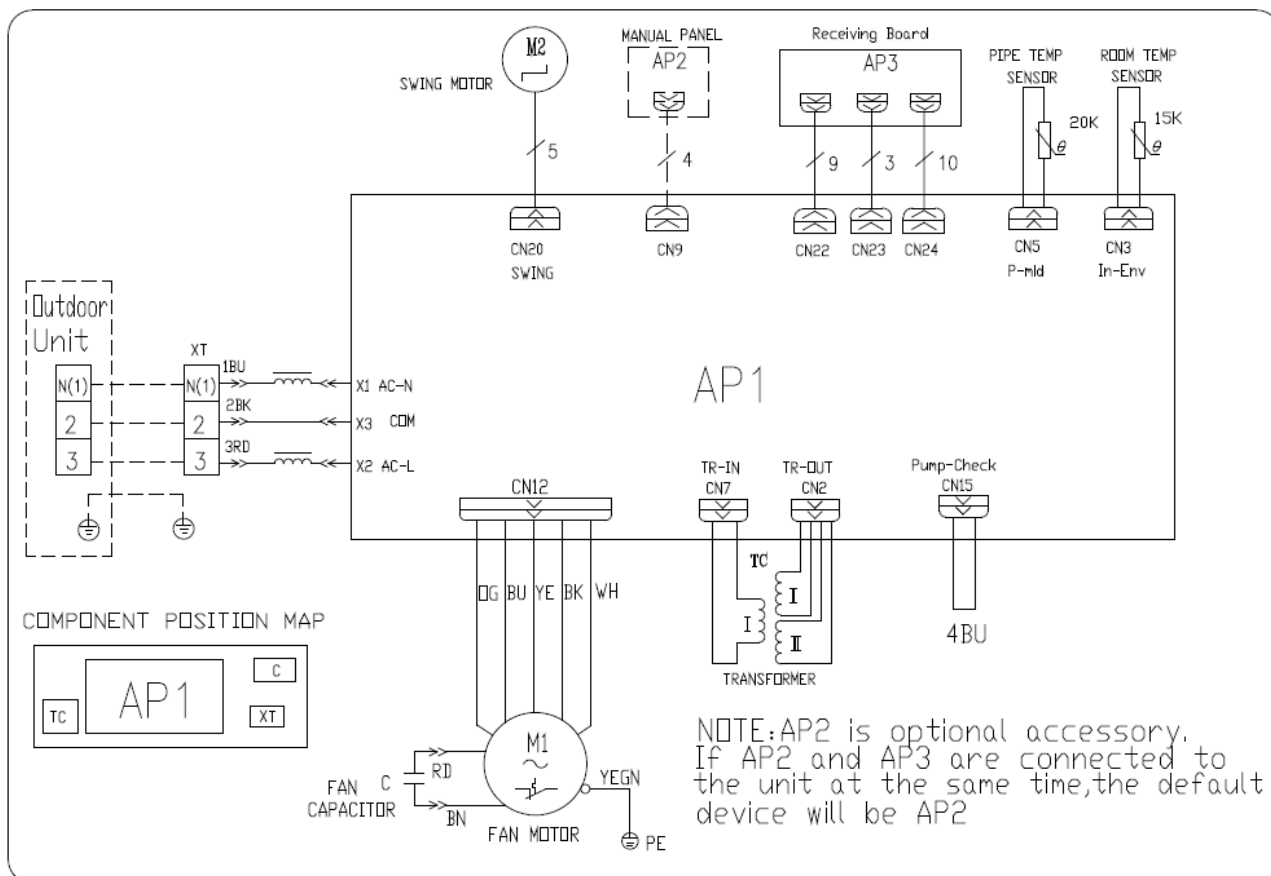 M2
SWING MOTOR
5
CN20
SWING
MANUAL PANEL
AP2
4
CN9
Receiving Board
AP3
9
3
10
CN22
CN23
CN24
PIPE TEMP
SENSOR
20K
θ
CN5
P-mld
ROOM TEMP
SENSOR
15K
θ
CN3
In-Env
Outdoor
Unit
N(1)
2
3
XT
N(1)
2
3
1BU
2BK
3RD
X1 AC-N
X3 COM
X2 AC-L
AP1
CN12
OG BU YE BK WH
TR-IN
CN7
TR-OUT
CN2
TC
I
I
II
TRANSFORMER
Pump-Check
CN15
4BU
COMPONENT POSITION MAP
TC
AP1
C
XT
M1
~
FAN MOTOR
FAN
CAPACITOR
C
RD
BN
YEGN
PE
NOTE:AP2 is optional accessory.
If AP2 and AP3 are connected to
the unit at the same time,the default
device will be AP2